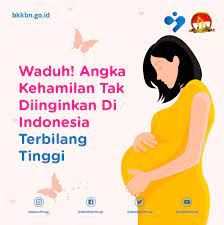 bkkbn.go.id
Waduh! Angka
Kehamilan Tak
Diinginkan Di
Indonesia
Terbilang
Tinggi